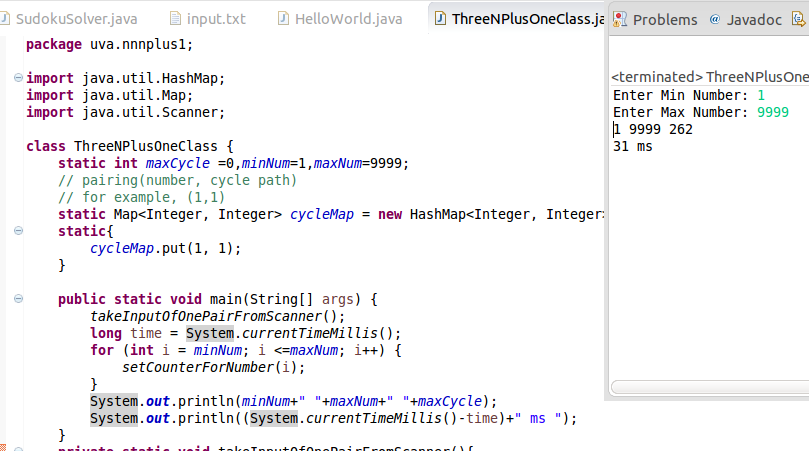 SudokuSolver.java input.txt HelloWorld.java ThreeNPlusOneClass.ja
package uva.nnnplus1;
import java.util.HashMap;
import java.util.Map;
import java.util.Scanner;
class ThreeNPlusOneClass {
static int maxCycle =0,minNum=1,maxNum=9999;
// pairing(number, cycle path)
// for example, (1,1)
static Map<Integer, Integer> cycleMap = new HashMap<Integer, Integer>
static{
cycleMap.put(1, 1);
}
public static void main(String[] args) {
takeInputOfOnePairFromScanner();
long time = System.currentTimeMillis();
for (int i = minNum; i <=maxNum; i++) {
setCounterForNumber(i);
}
System.out.println(minNum+" "+maxNum+" "+maxCycle);
System.out.println((System.currentTimeMillis()-time)+" ms ");
}
private static void takeInputOfOnePairFromScanner(){
Problems @ Javadoc
<terminated> ThreeNPlusOne
Enter Min Number: 1
Enter Max Number: 9999
1 9999 262
31 ms